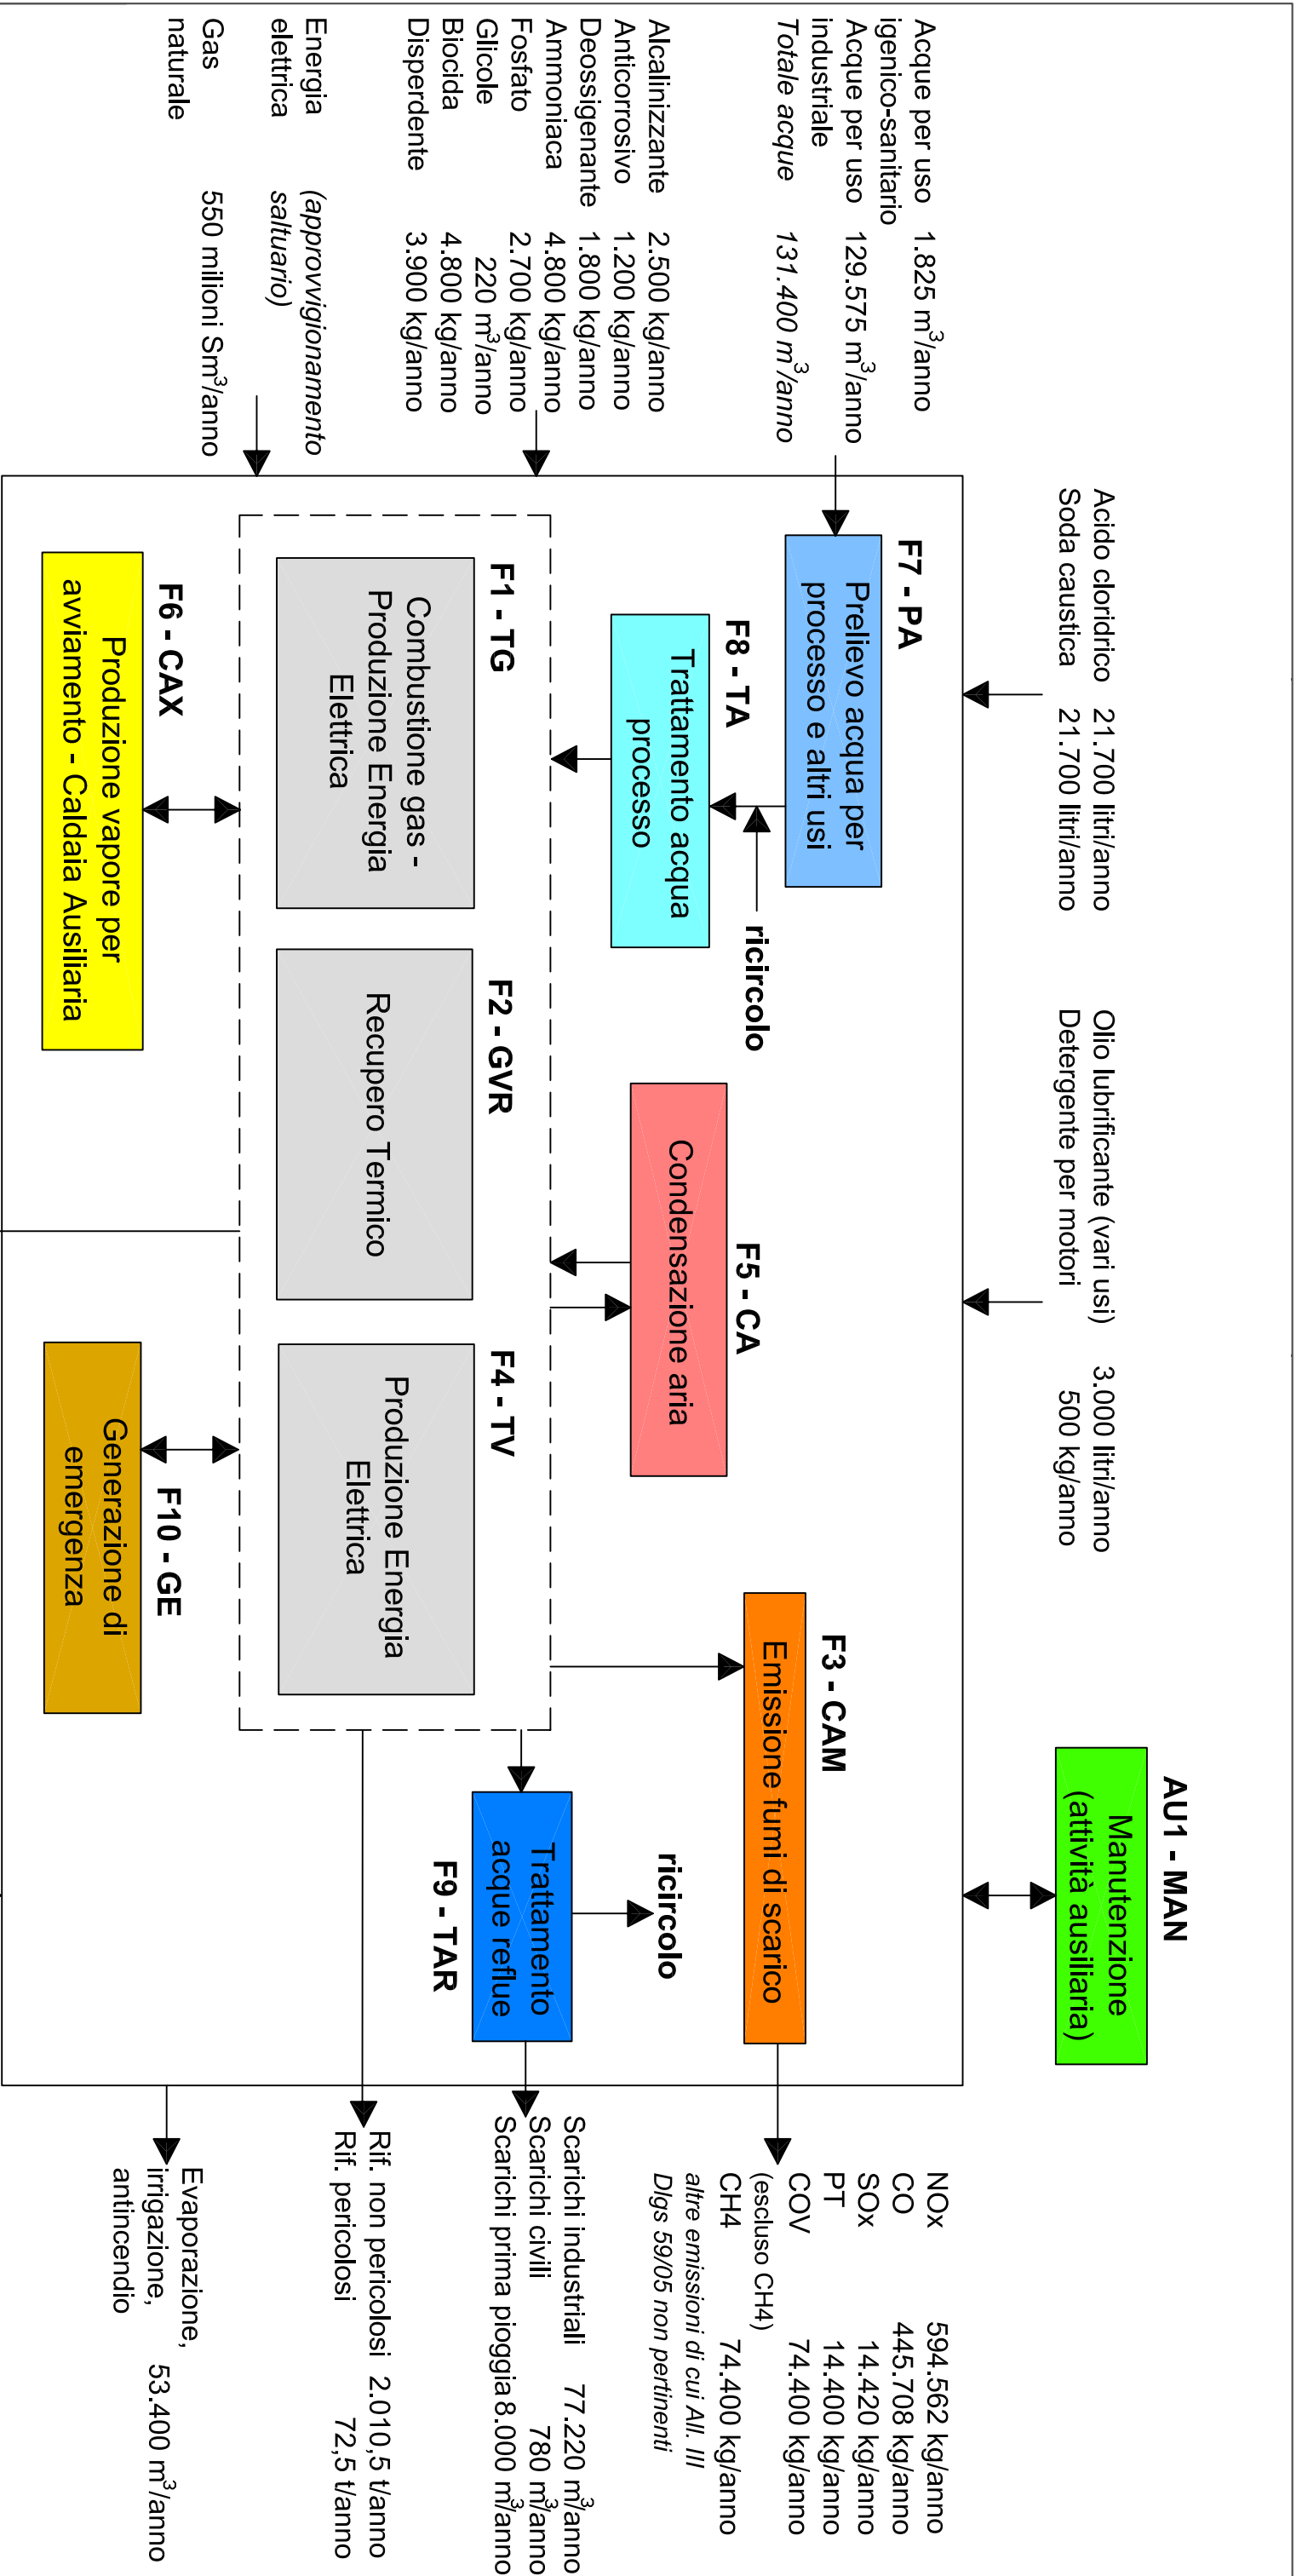 AU1 - MAN
Manutenzione
(attività ausiliaria)
Acido cloridrico 21.700 litri/anno
Soda caustica 21.700 litri/anno
Olio lubrificante (vari usi) 3.000 litri/anno
Detergente per motori 500 kg/anno
Acque per uso 1.825 m³/anno
igenico-sanitario
Acque per uso 129.575 m³/anno
industriale
Totale acque 131.400 m³/anno
Alcalinizzante 2.500 kg/anno
Anticorrosivo 1.200 kg/anno
Deossigenante 1.800 kg/anno
Ammoniaca 4.800 kg/anno
Fosfato 2.700 kg/anno
Glicole 220 m³/anno
Biocida 4.800 kg/anno
Disperdente 3.900 kg/anno
Energia (approvvigionamento
elettrica saltuario)
Gas 550 milioni Sm³/anno
naturale
F7 - PA
Prelievo acqua per
processo e altri usi
ricircolo
F8 - TA
Trattamento acqua
processo
F5 - CA
Condensazione aria
F3 - CAM
Emissione fumi di scarico
ricircolo
F1 - TG
Combustione gas -
Produzione Energia
Elettrica
F2 - GVR
Recupero Termico
F4 - TV
Produzione Energia
Elettrica
Trattamento
acque reflue
F9 - TAR
F6 - CAX
Produzione vapore per
avviamento - Caldaia Ausiliaria
F10 - GE
Generazione di
emergenza
NOx 594.562 kg/anno
CO 445.708 kg/anno
SOx 14.420 kg/anno
PT 14.400 kg/anno
COV 74.400 kg/anno
(escluso CH4)
CH4 74.400 kg/anno
altre emissioni di cui All. III
Dlgs 59/05 non pertinenti
Scarichi industriali 77.220 m³/anno
Scarichi civili 780 m³/anno
Scarichi prima pioggia 8.000 m³/anno
Rif. non pericolosi 2.010,5 t/anno
Rif. pericolosi 72,5 t/anno
Evaporazione,
irrigazione, 53.400 m³/anno
antincendio